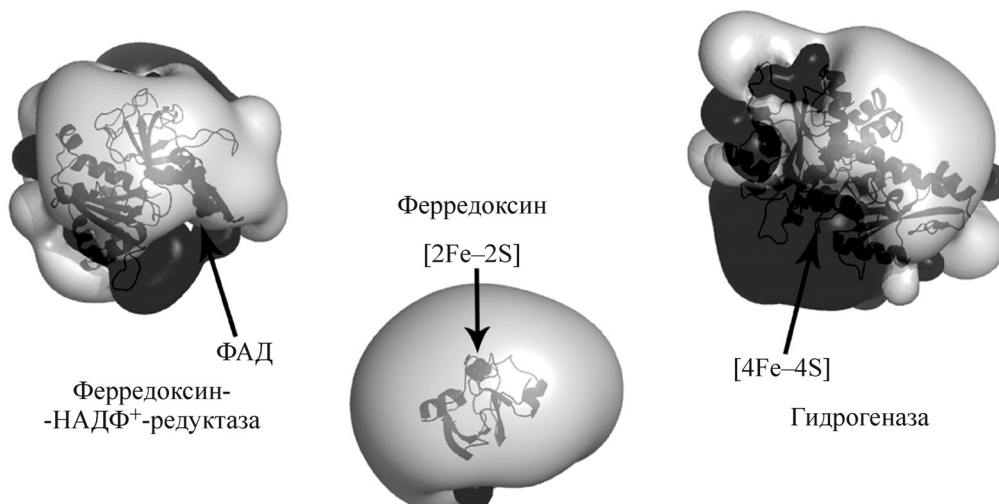 ФАД
Ферредоксин-
-НАДФ⁺-редуктаза
Ферредоксин
[2Fe–2S]
[4Fe–4S]
Гидрогеназа